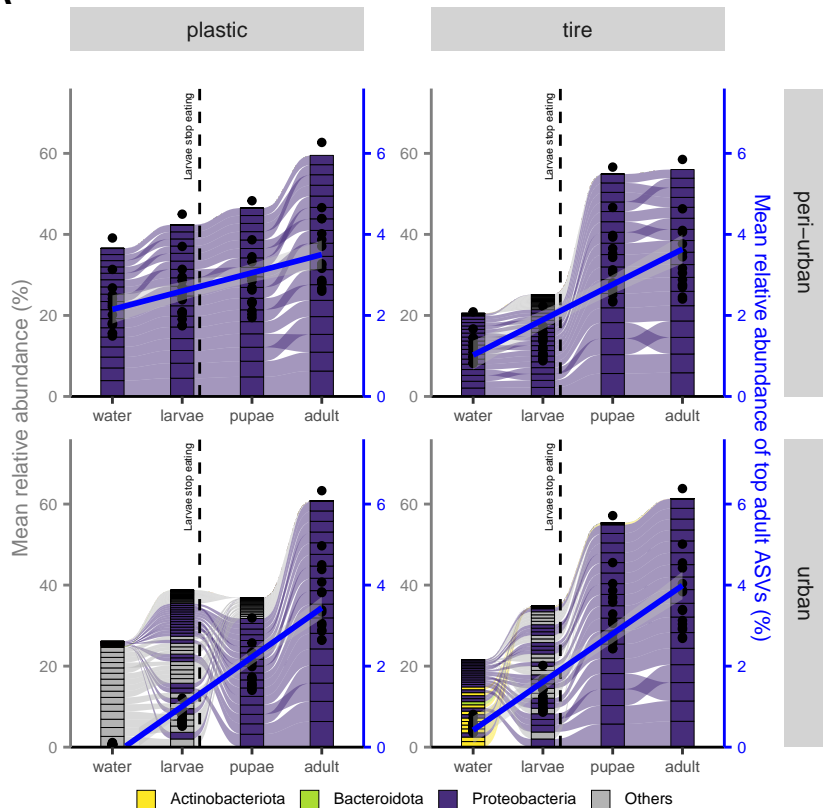 plastic
tire
Mean relative abundance (%)
0
20
40
60
Larvae stop eating
0
2
4
6
water
larvae
pupae
adult
0
20
40
60
Larvae stop eating
0
2
4
6
water
larvae
pupae
adult
peri−urban
0
20
40
60
Larvae stop eating
0
2
4
6
water
larvae
pupae
adult
0
20
40
60
Larvae stop eating
0
2
4
6
water
larvae
pupae
adult
urban
Mean relative abundance of top adult ASVs (%)
Actinobacteriota
Bacteroidota
Proteobacteria
Others